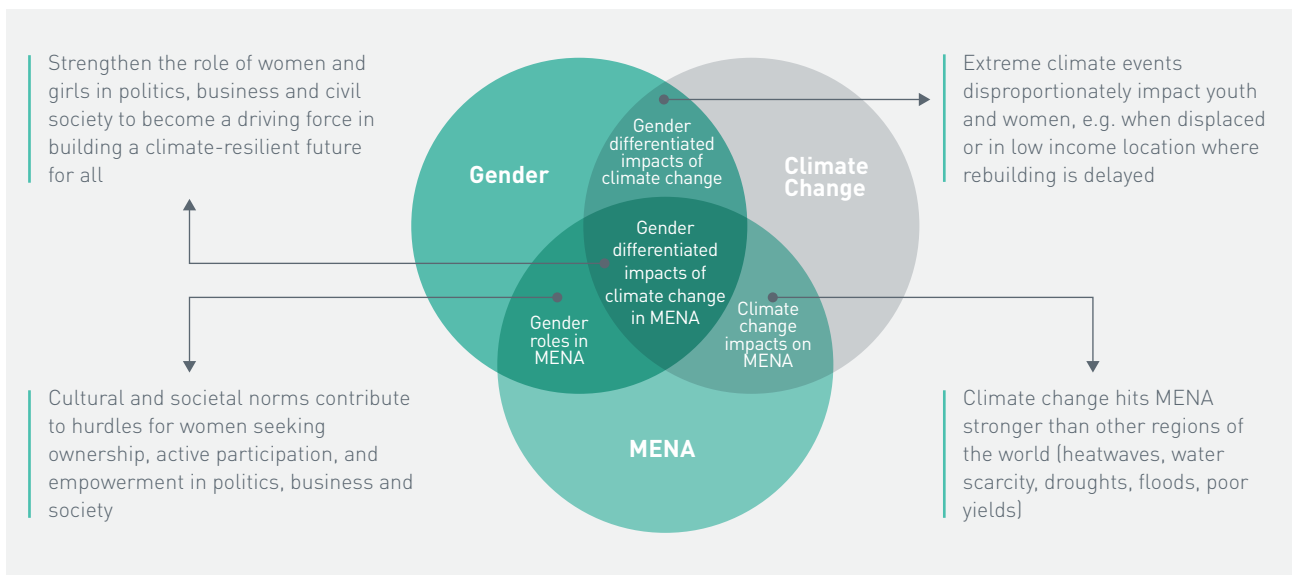 Strengthen the role of women and
girls in politics, business and civil
society to become a driving force in
building a climate-resilient future
for all
Extreme climate events
disproportionately impact youth
and women, e.g. when displaced
or in low income location where
rebuilding is delayed
Gender
Climate
Change
Gender
differentiated
impacts of
climate change
Gender
differentiated
impacts of
climate change
in MENA
Gender
roles in
MENA
Climate
change
impacts on
MENA
MENA
Cultural and societal norms contribute
to hurdles for women seeking
ownership, active participation, and
empowerment in politics, business and
society
Climate change hits MENA
stronger than other regions of
the world (heatwaves, water
scarcity, droughts, floods, poor
yields)